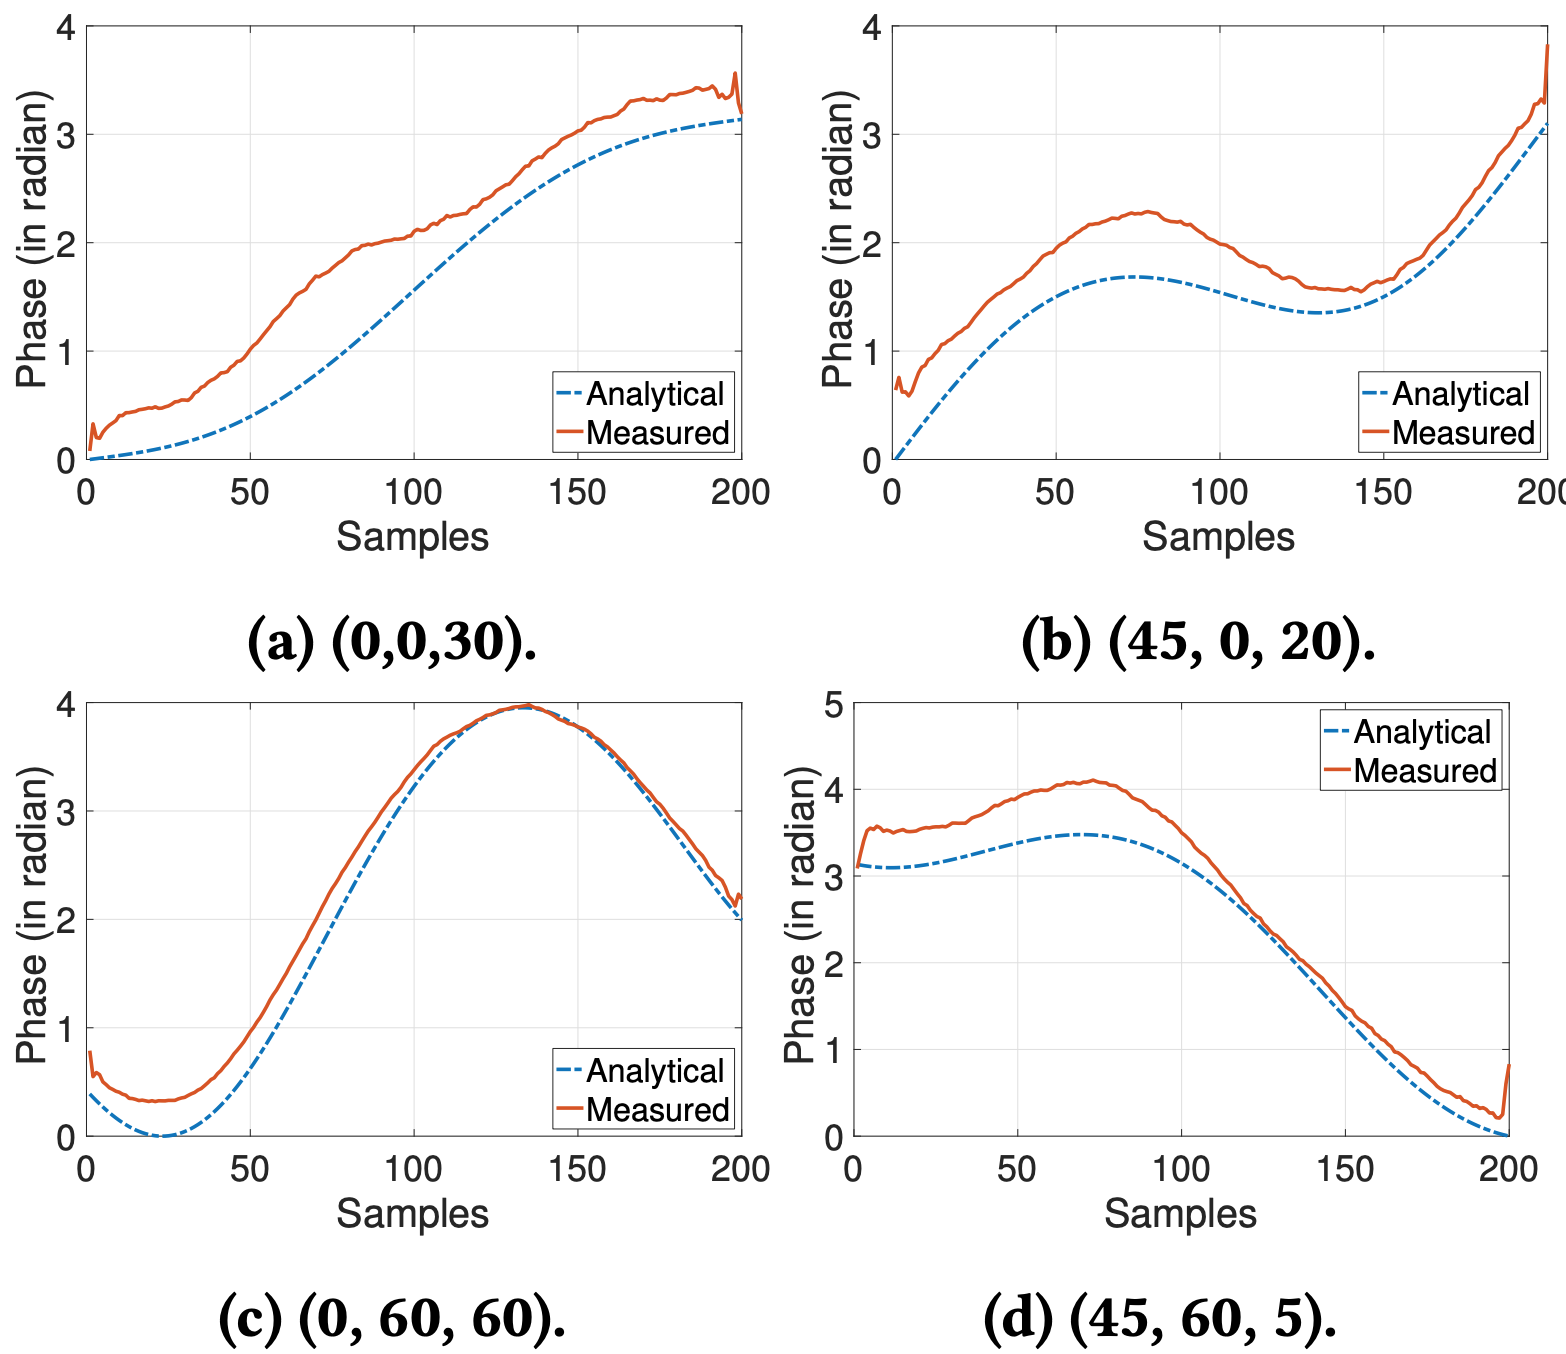 4
3
2
1
0
Phase (in radian)
0 50 100 150 200
Samples
Analytical
Measured
(a) (0,0,30).
4
3
2
1
0
Phase (in radian)
0 50 100 150 200
Samples
Analytical
Measured
(b) (45, 0, 20).
4
3
2
1
0
Phase (in radian)
0 50 100 150 200
Samples
Analytical
Measured
(c) (0, 60, 60).
5
4
3
2
1
0
Phase (in radian)
0 50 100 150 200
Samples
Analytical
Measured
(d) (45, 60, 5).